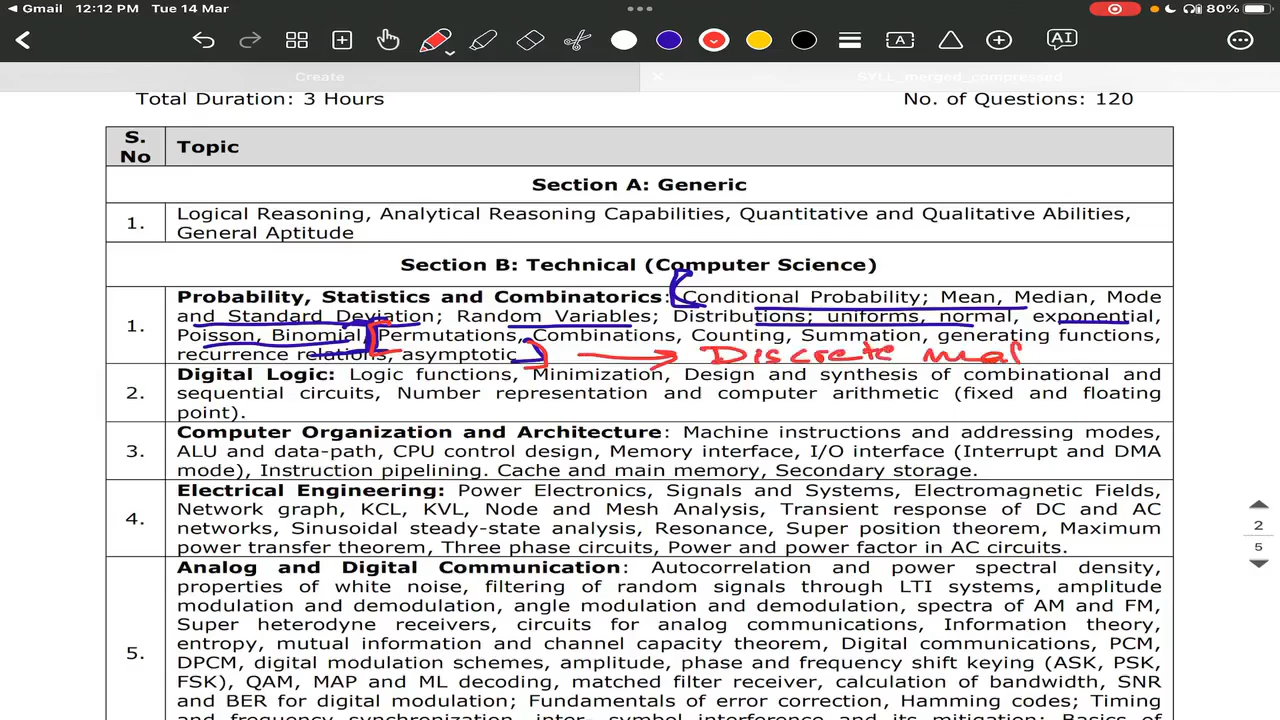 Gmail 12:12 PM Tue 14 Mar
80%
A
AI
Create
SYLL_merged_compressed
Total Duration: 3 Hours
No. of Questions: 120
S. No
Topic
Section A: Generic
1.
Logical Reasoning, Analytical Reasoning Capabilities, Quantitative and Qualitative Abilities,
General Aptitude
Section B: Technical (Computer Science)
1.
Probability, Statistics and Combinatorics: Conditional Probability; Mean, Median, Mode
and Standard Deviation; Random Variables; Distributions; uniforms, normal, exponential,
Poisson, Binomial, Permutations, Combinations, Counting, Summation, generating functions,
recurrence relations, asymptotic
Discrete mat
2.
Digital Logic: Logic functions, Minimization, Design and synthesis of combinational and
sequential circuits, Number representation and computer arithmetic (fixed and floating
point).
3.
Computer Organization and Architecture: Machine instructions and addressing modes,
ALU and data-path, CPU control design, Memory interface, I/O interface (Interrupt and DMA
mode), Instruction pipelining. Cache and main memory, Secondary storage.
4.
Electrical Engineering: Power Electronics, Signals and Systems, Electromagnetic Fields,
Network graph, KCL, KVL, Node and Mesh Analysis, Transient response of DC and AC
networks, Sinusoidal steady-state analysis, Resonance, Super position theorem, Maximum
power transfer theorem, Three phase circuits, Power and power factor in AC circuits.
5.
Analog and Digital Communication: Autocorrelation and power spectral density,
properties of white noise, filtering of random signals through LTI systems, amplitude
modulation and demodulation, angle modulation and demodulation, spectra of AM and FM,
Super heterodyne receivers, circuits for analog communications, Information theory,
entropy, mutual information and channel capacity theorem, Digital communications, PCM,
DPCM, digital modulation schemes, amplitude, phase and frequency shift keying (ASK, PSK,
FSK), QAM, MAP and ML decoding, matched filter receiver, calculation of bandwidth, SNR
and BER for digital modulation; Fundamentals of error correction, Hamming codes; Timing
and frequency synchronization, inter- symbol interference and its mitigation; Basics of
2
5